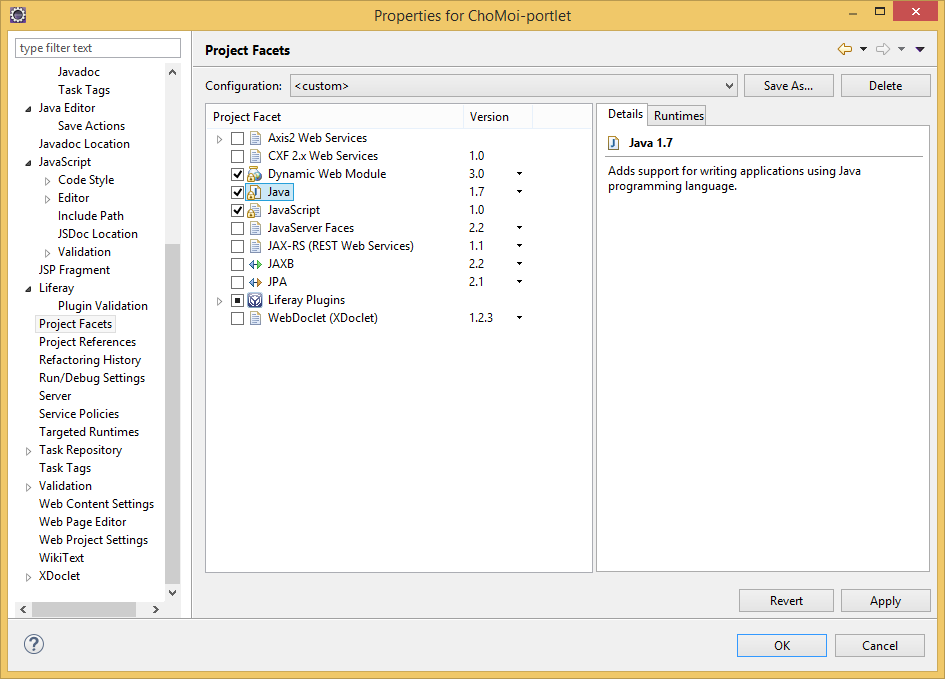 Properties for ChoMoi-portlet
type filter text
Javadoc
Task Tags
Java Editor
Save Actions
Javadoc Location
JavaScript
Code Style
Editor
Include Path
JSDoc Location
Validation
JSP Fragment
Liferay
Plugin Validation
Project Facets
Project References
Refactoring History
Run/Debug Settings
Server
Service Policies
Targeted Runtimes
Task Repository
Task Tags
Validation
Web Content Settings
Web Page Editor
Web Project Settings
WikiText
XDoclet
Project Facets
Configuration: <custom> Save As... Delete
Project Facet Version
Axis2 Web Services
CXF 2.x Web Services 1.0
Dynamic Web Module 3.0
Java 1.7
JavaScript 1.0
JavaServer Faces 2.2
JAX-RS (REST Web Services) 1.1
JAXB 2.2
JPA 2.1
Liferay Plugins
WebDoclet (XDoclet) 1.2.3
Details Runtimes
Java 1.7
Adds support for writing applications using Java
programming language.
Revert Apply
OK Cancel